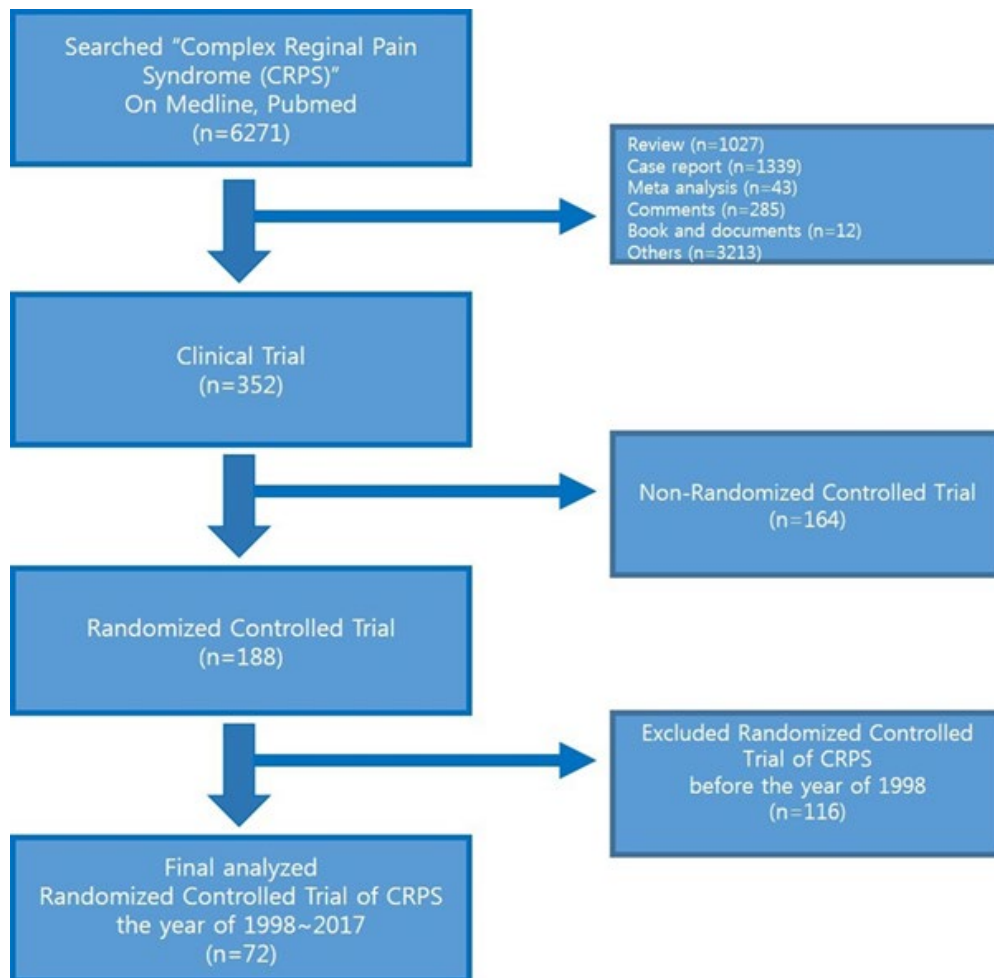 Searched "Complex Reginal Pain
Syndrome (CRPS)"
On Medline, Pubmed
(n=6271)
Review (n=1027)
Case report (n=1339)
Meta analysis (n=43)
Comments (n=285)
Book and documents (n=12)
Others (n=3213)
Clinical Trial
(n=352)
Non-Randomized Controlled Trial
(n=164)
Randomized Controlled Trial
(n=188)
Excluded Randomized Controlled
Trial of CRPS
before the year of 1998
(n=116)
Final analyzed
Randomized Controlled Trial of CRPS
the year of 1998~2017
(n=72)